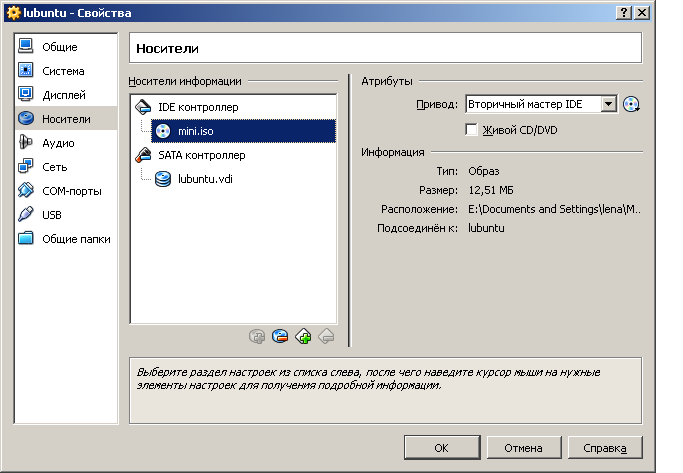 lubuntu - Свойства
Общие
Система
Дисплей
Носители
Аудио
Сеть
COM-порты
USB
Общие папки
Носители
Носители информации
IDE контроллер
mini.iso
SATA контроллер
lubuntu.vdi
Атрибуты
Привод: Вторичный мастер IDE
Живой CD/DVD
Информация
Тип: Образ
Размер: 12,51 МБ
Расположение: E:\Documents and Settings\lena\M..
Подсоединён к: lubuntu
Выберите раздел настроек из списка слева, после чего наведите курсор мыши на нужные
элементы настроек для получения подробной информации.
OK Отмена Справка